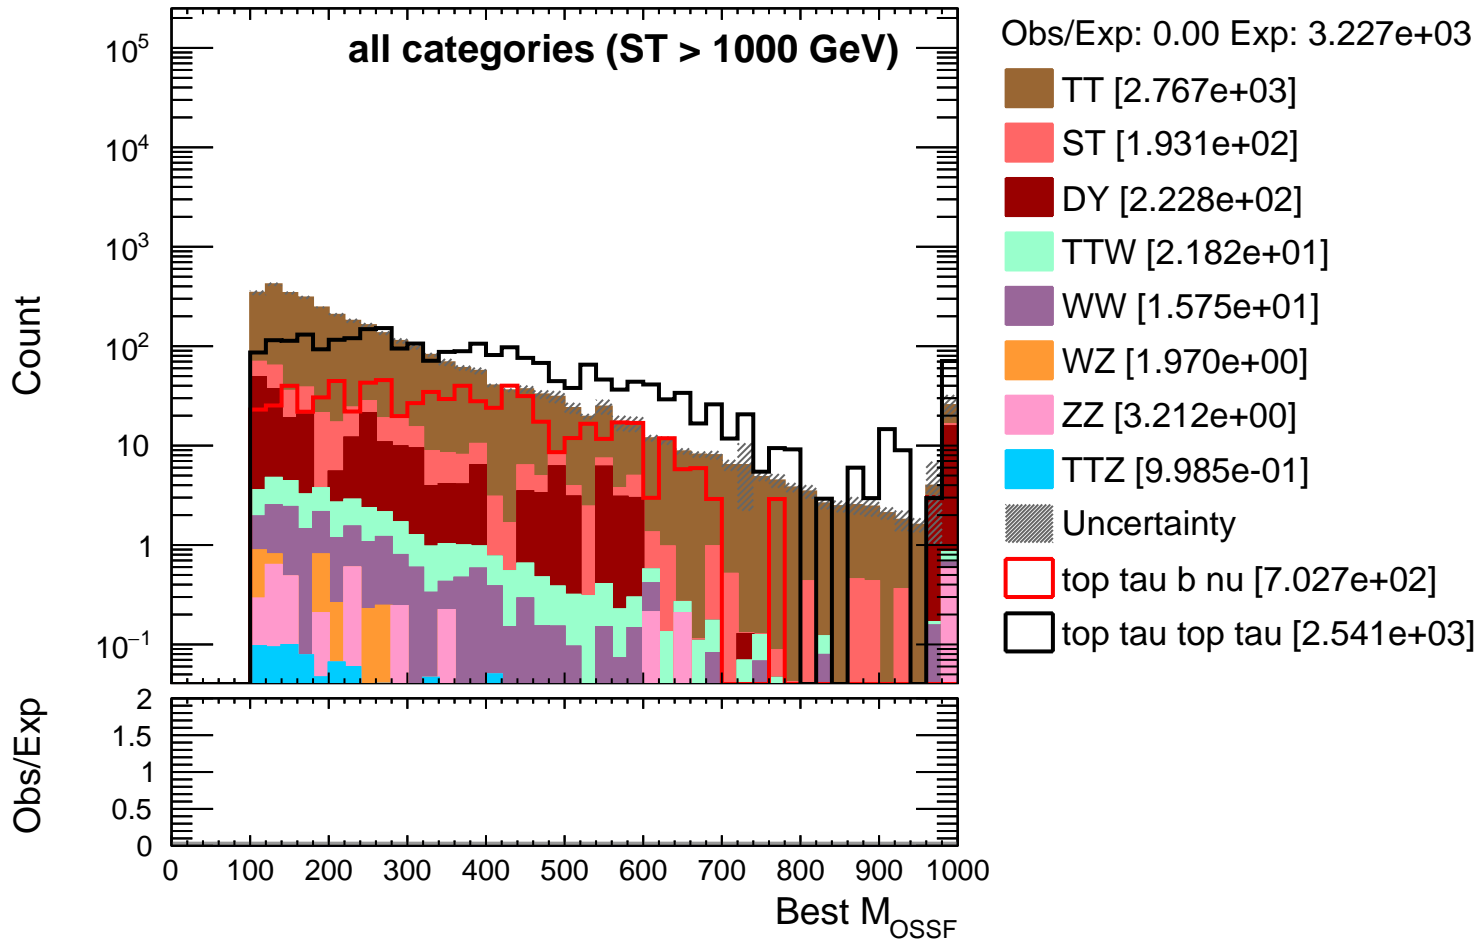 all categories (ST > 1000 GeV)
Obs/Exp: 0.00 Exp: 3.227e+03
TT [2.767e+03]
ST [1.931e+02]
DY [2.228e+02]
TTW [2.182e+01]
WW [1.575e+01]
WZ [1.970e+00]
ZZ [3.212e+00]
TTZ [9.985e-01]
Uncertainty
top tau b nu [7.027e+02]
top tau top tau [2.541e+03]
Count
10^5
10^4
10^3
10^2
10
1
10^−1
Obs/Exp
2
1.5
1
0.5
0
0 100 200 300 400 500 600 700 800 900 1000
Best M_OSSF